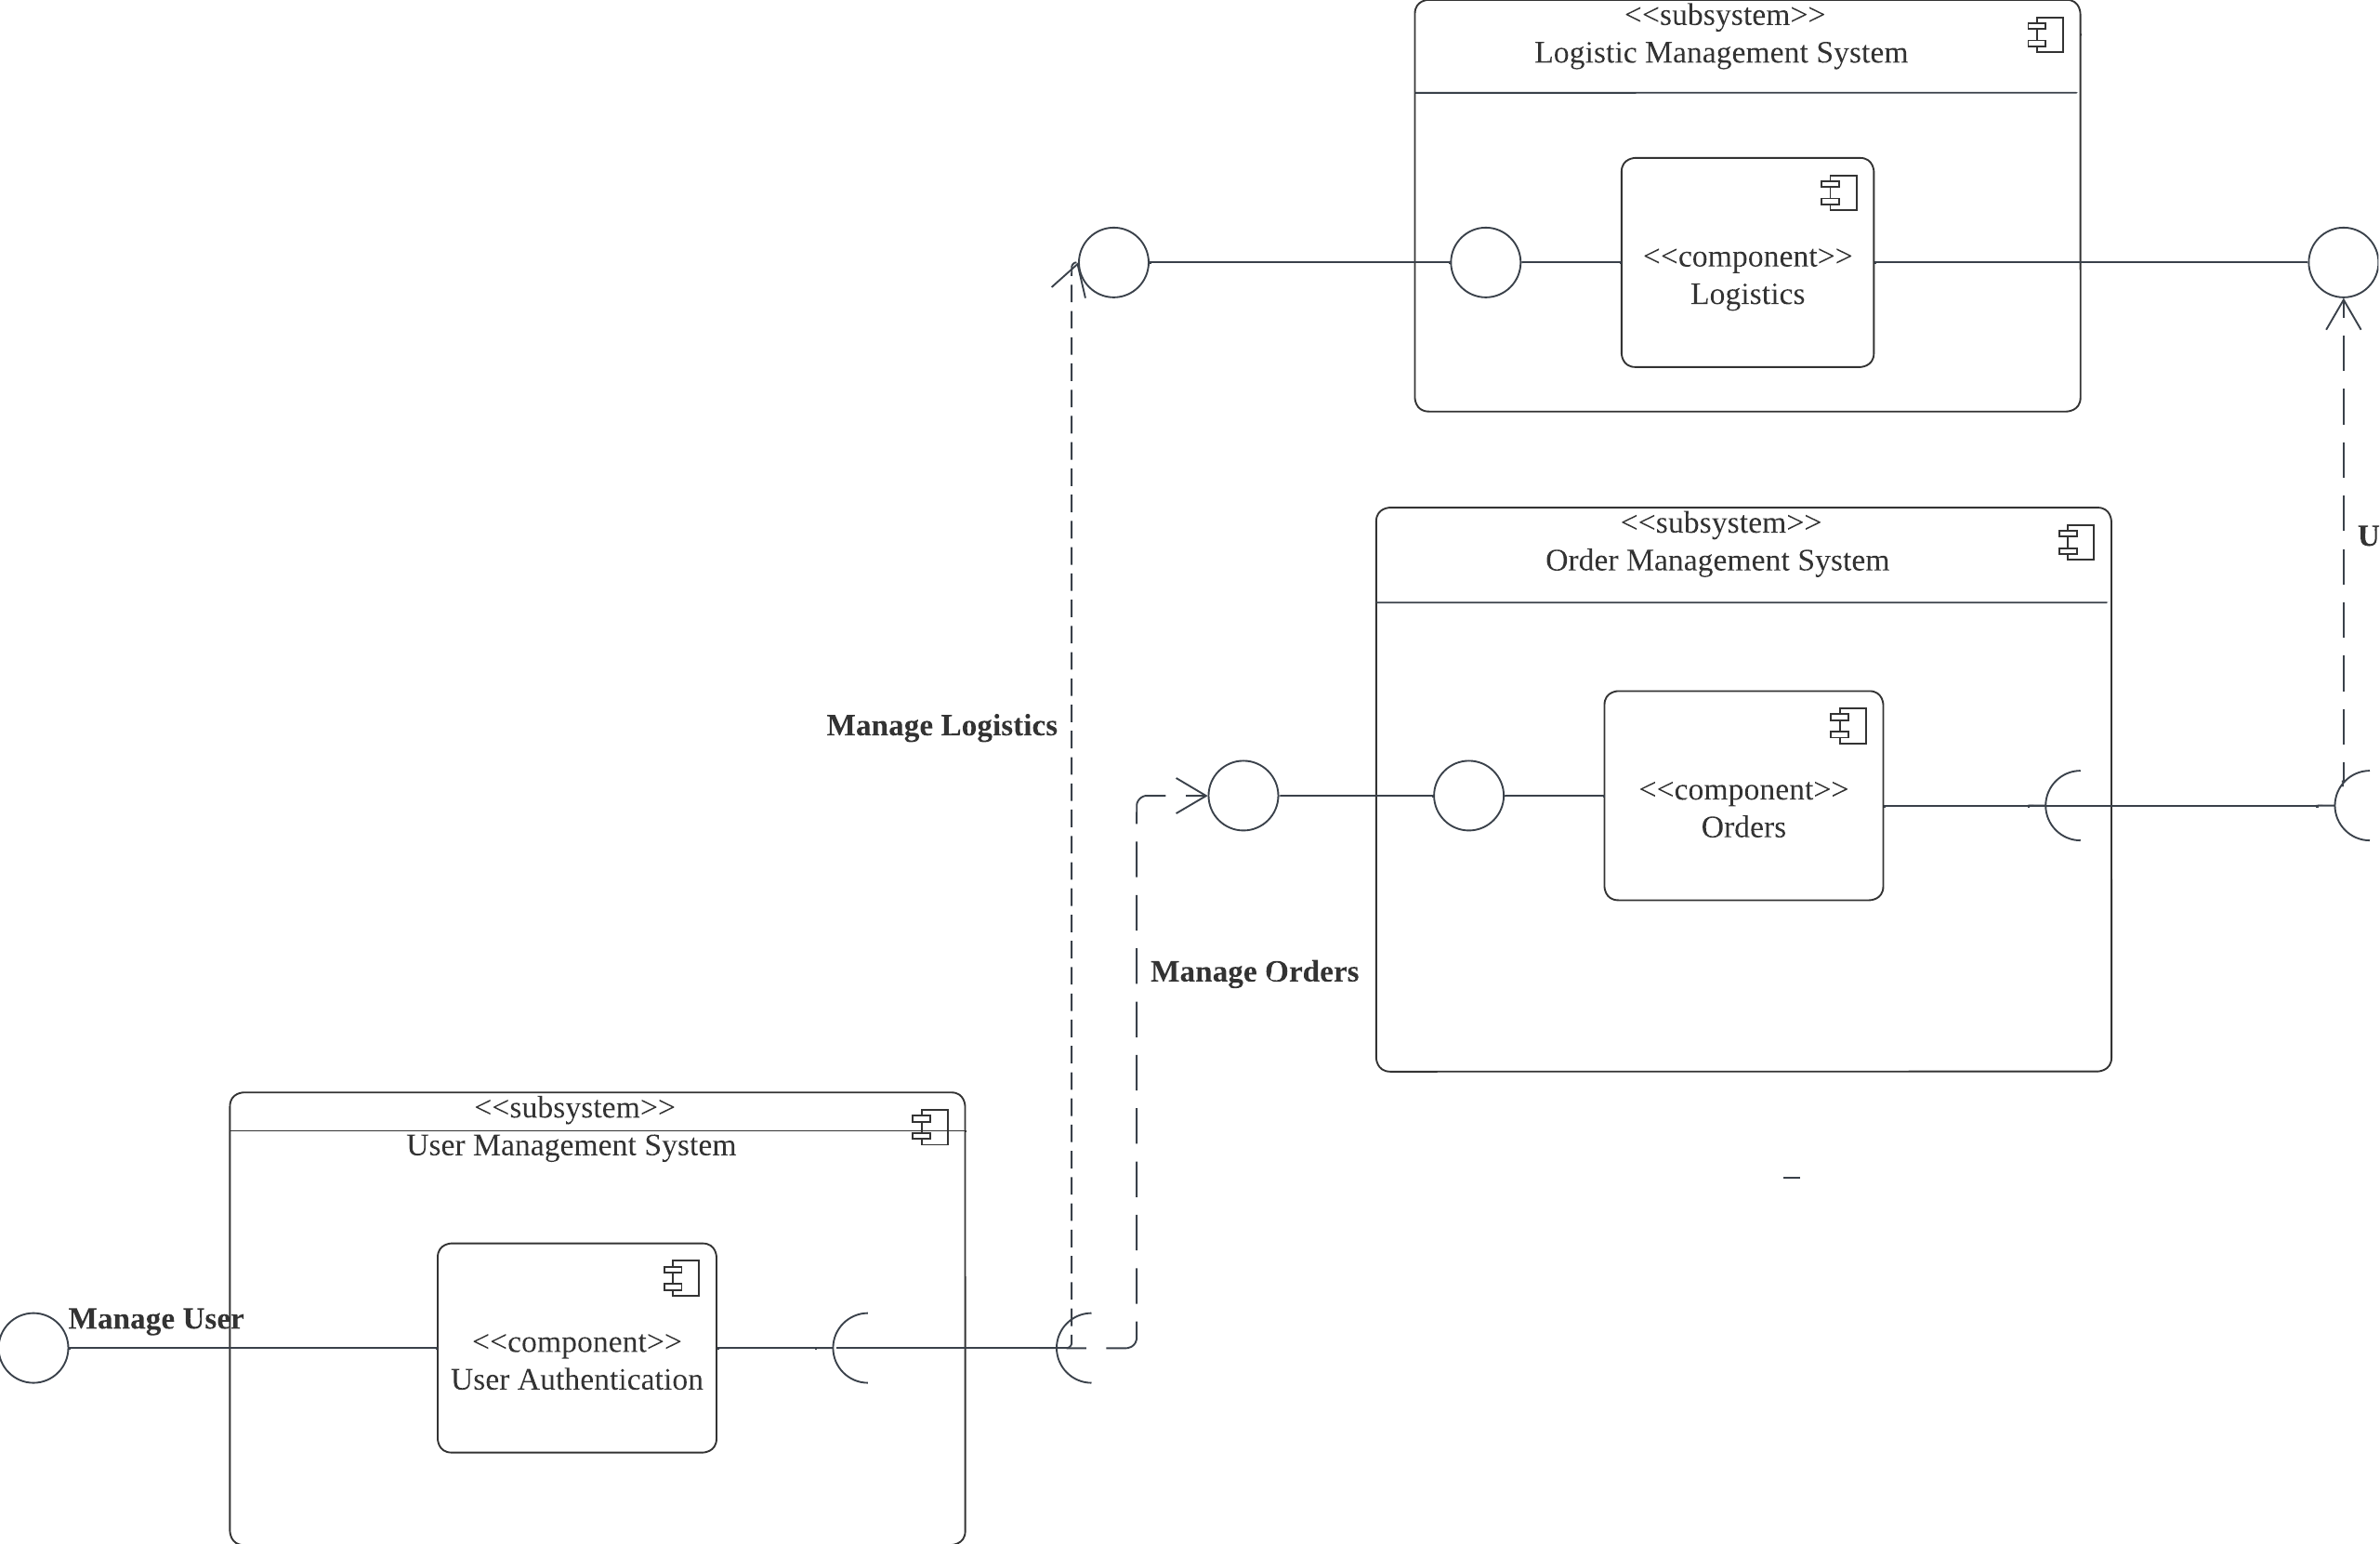 <<subsystem>>
Logistic Management System
<<component>>
Logistics
<<subsystem>>
Order Management System
U
Manage Logistics
<<component>>
Orders
Manage Orders
<<subsystem>>
User Management System
Manage User
<<component>>
User Authentication